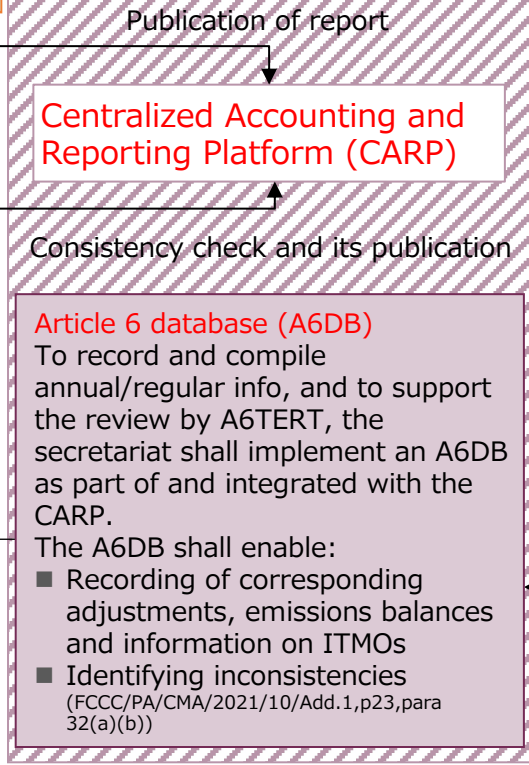 Publication of report
Centralized Accounting and
Reporting Platform (CARP)
Consistency check and its publication
Article 6 database (A6DB)
To record and compile
annual/regular info, and to support
the review by A6TERT, the
secretariat shall implement an A6DB
as part of and integrated with the
CARP.
The A6DB shall enable:
■ Recording of corresponding
adjustments, emissions balances
and information on ITMOs
■ Identifying inconsistencies
(FCCC/PA/CMA/2021/10/Add.1,p23,para
32(a)(b))